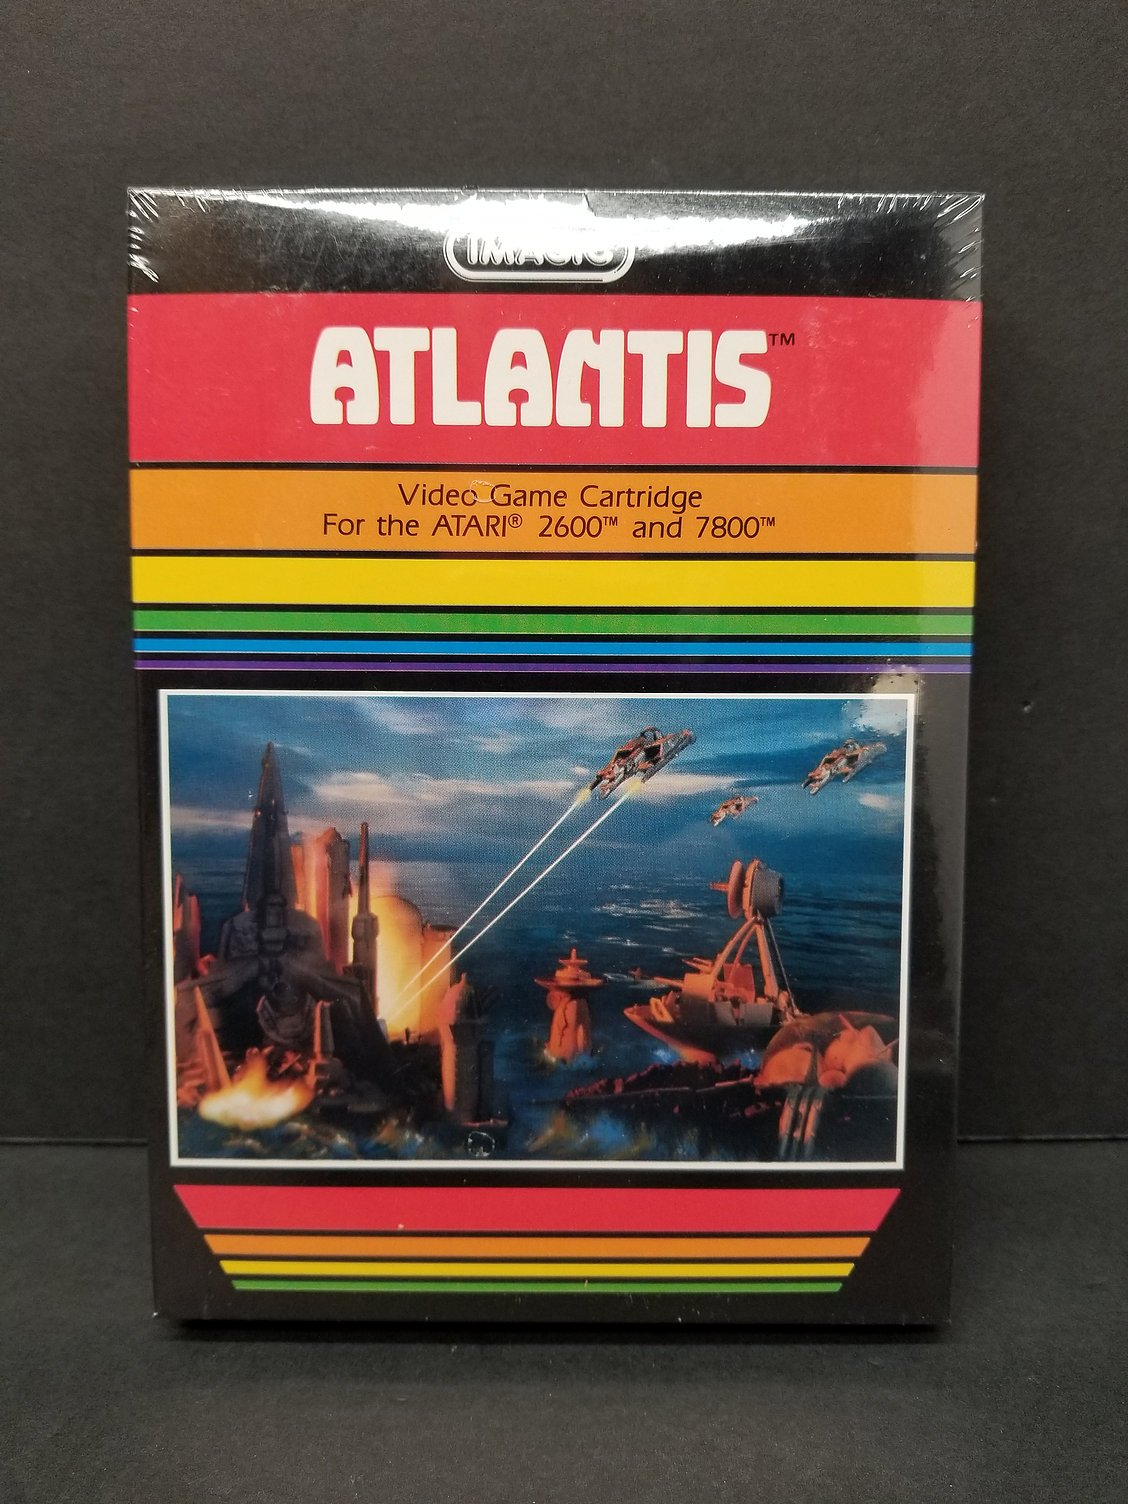 IMAGIC
ATLANTIS™
Video Game Cartridge
For the ATARI® 2600™ and 7800™